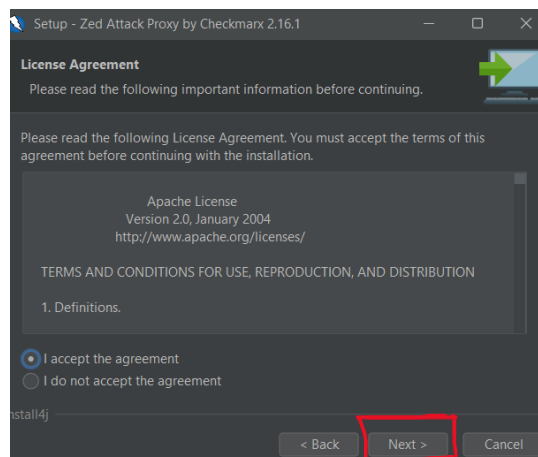 Setup - Zed Attack Proxy by Checkmarx 2.16.1
License Agreement
Please read the following important information before continuing.
Please read the following License Agreement. You must accept the terms of this
agreement before continuing with the installation.
Apache License
Version 2.0, January 2004
http://www.apache.org/licenses/
TERMS AND CONDITIONS FOR USE, REPRODUCTION, AND DISTRIBUTION
1. Definitions.
I accept the agreement
I do not accept the agreement
nstall4j
< Back Next > Cancel